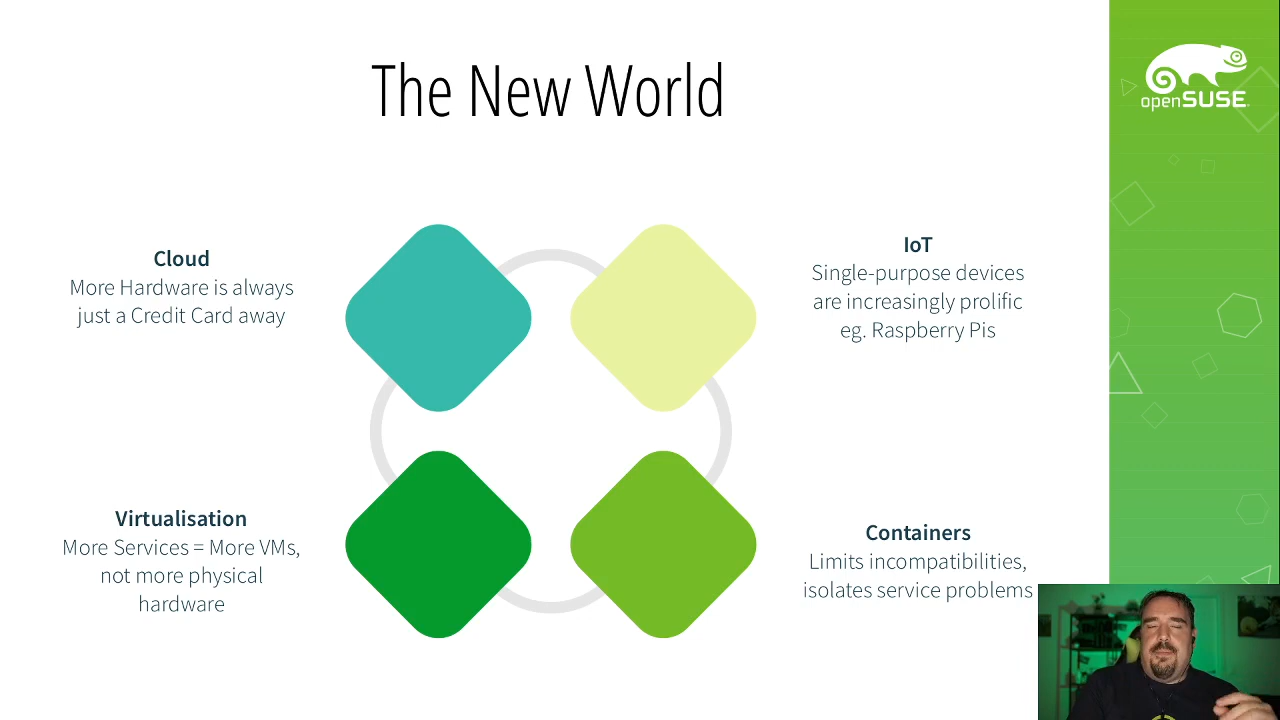 The New World
openSUSE
Cloud
More Hardware is always
just a Credit Card away
IoT
Single-purpose devices
are increasingly prolific
eg. Raspberry Pis
Virtualisation
More Services = More VMs,
not more physical
hardware
Containers
Limits incompatibilities,
isolates service problems